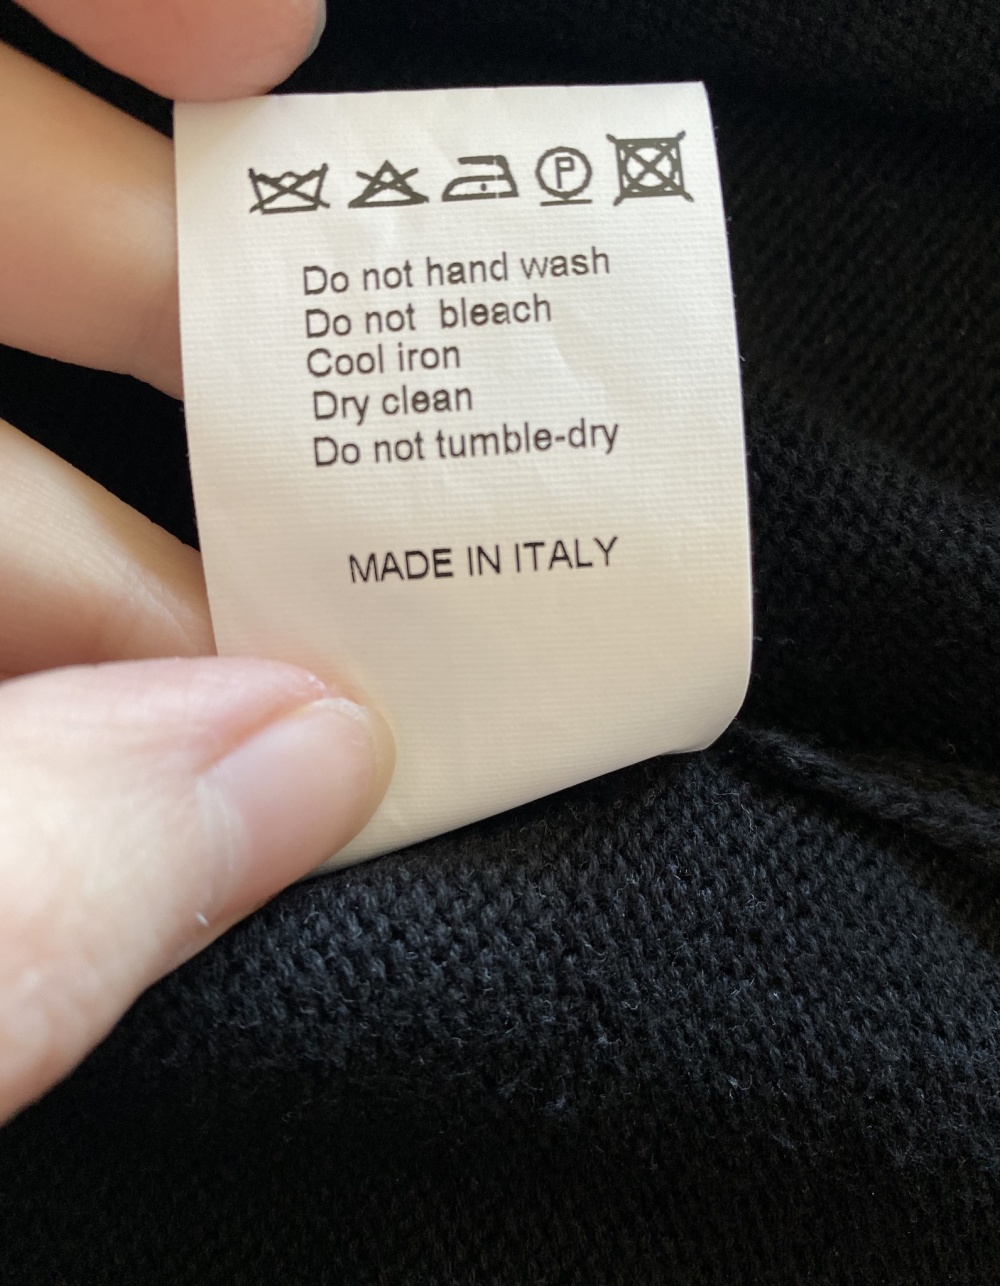 P
Do not hand wash
Do not bleach
Cool iron
Dry clean
Do not tumble-dry
MADE IN ITALY